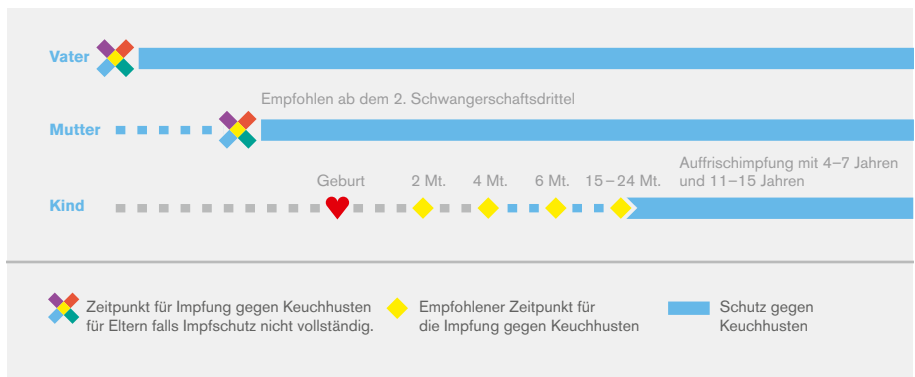 Vater
Empfohlen ab dem 2. Schwangerschaftsdrittel
Mutter
Auffrischimpfung mit 4–7 Jahren
und 11–15 Jahren
Geburt 2 Mt. 4 Mt. 6 Mt. 15–24 Mt.
Kind
Zeitpunkt für Impfung gegen Keuchhusten
für Eltern falls Impfschutz nicht vollständig.
Empfohlener Zeitpunkt für
die Impfung gegen Keuchhusten
Schutz gegen
Keuchhusten